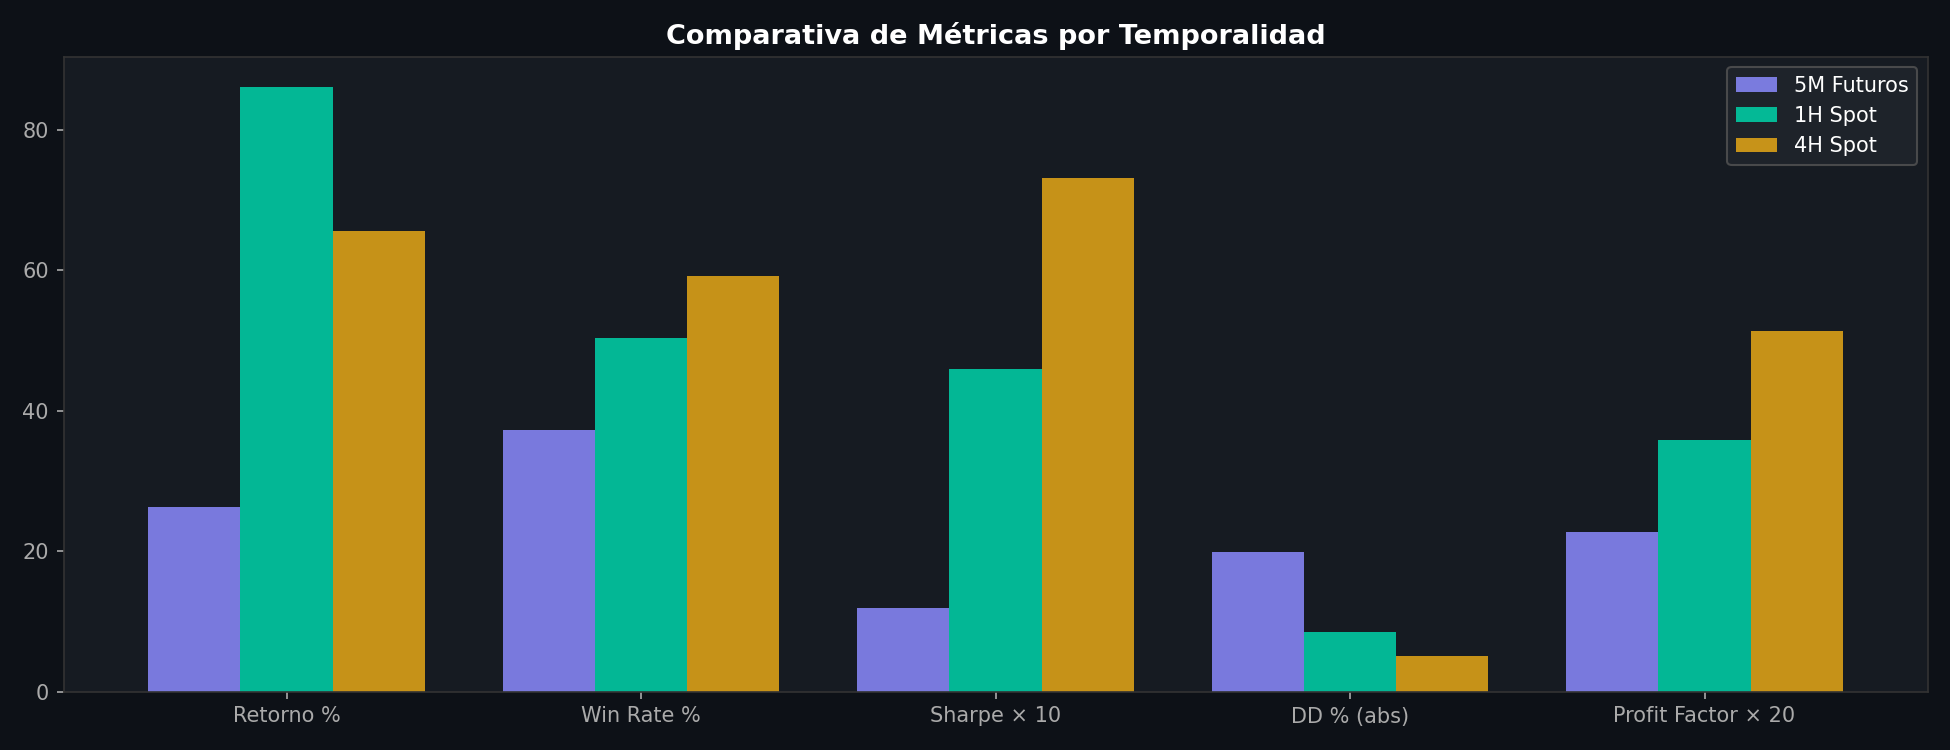 Comparativa de Métricas por Temporalidad
5M Futuros
1H Spot
4H Spot
80
60
40
20
0
Retorno %
Win Rate %
Sharpe × 10
DD % (abs)
Profit Factor × 20